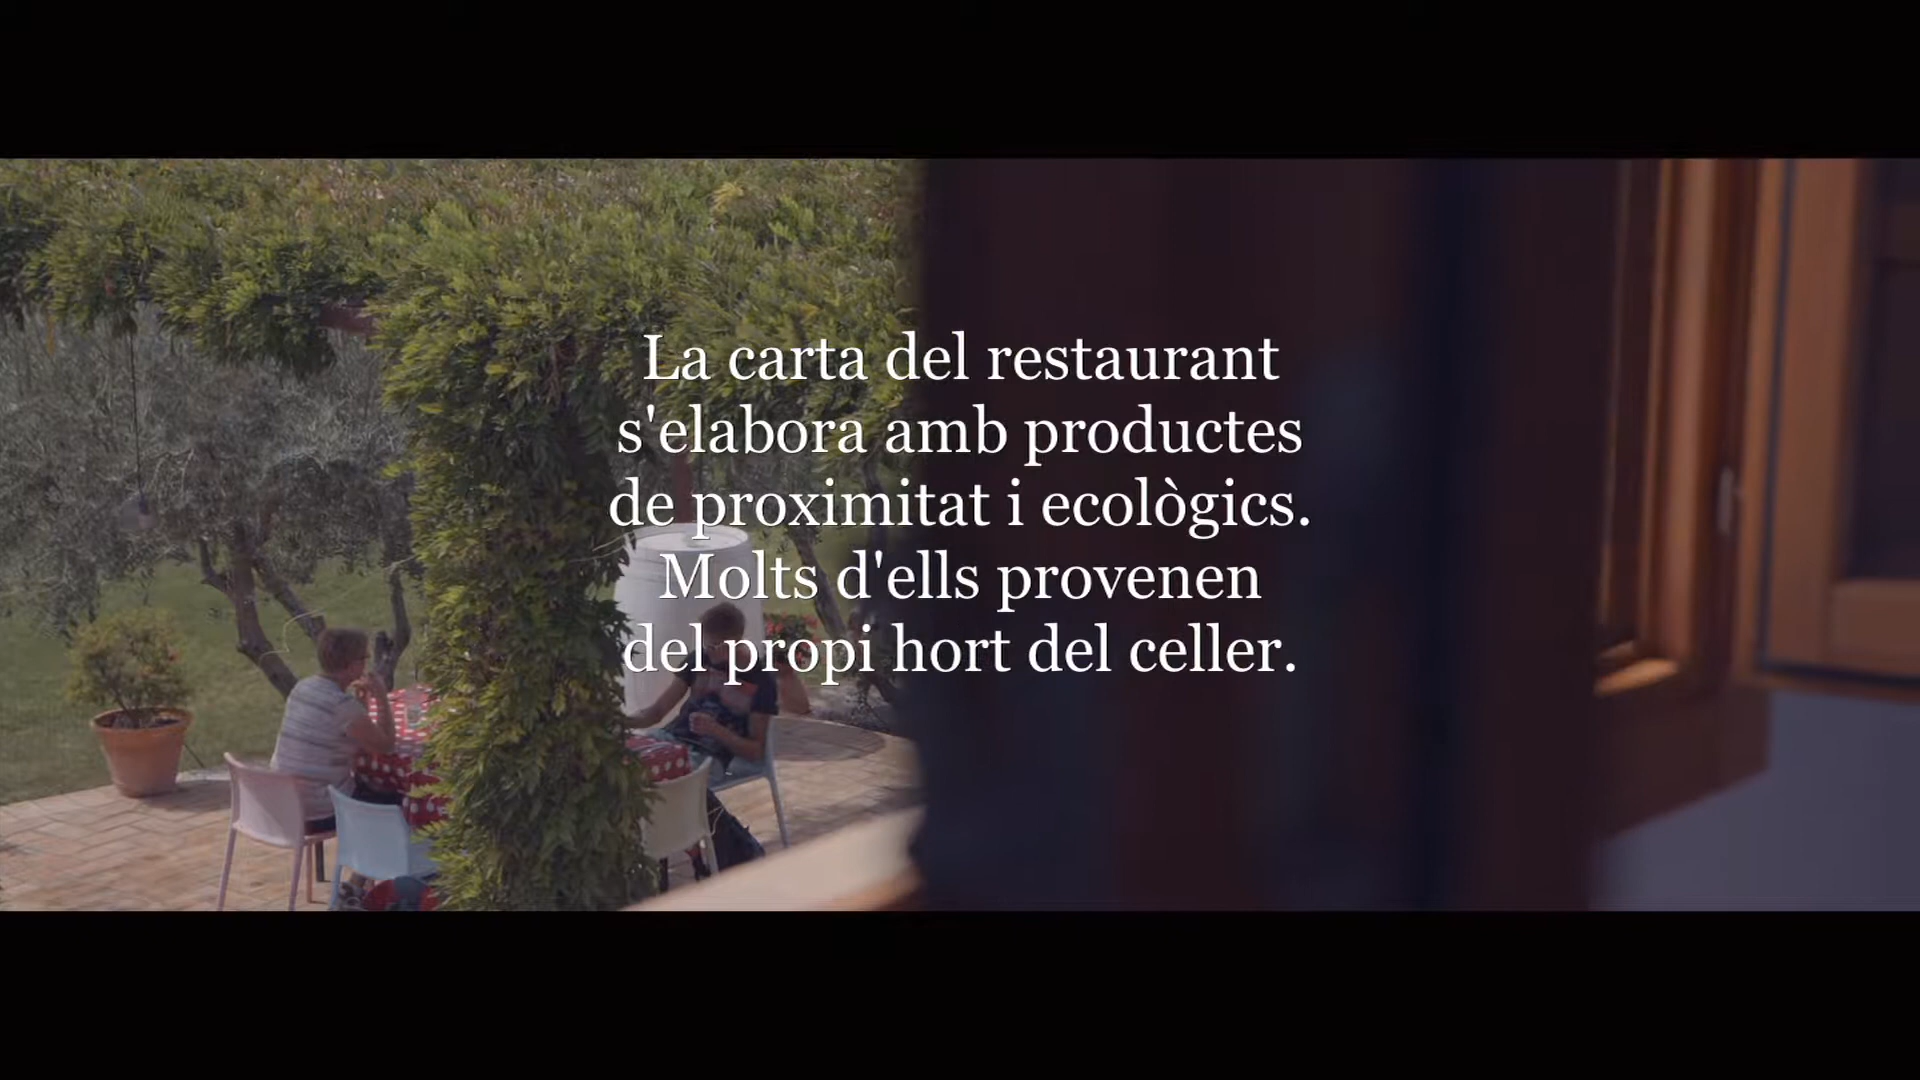 La carta del restaurant
s'elabora amb productes
de proximitat i ecològics.
Molts d'ells provenen
del propi hort del celler.